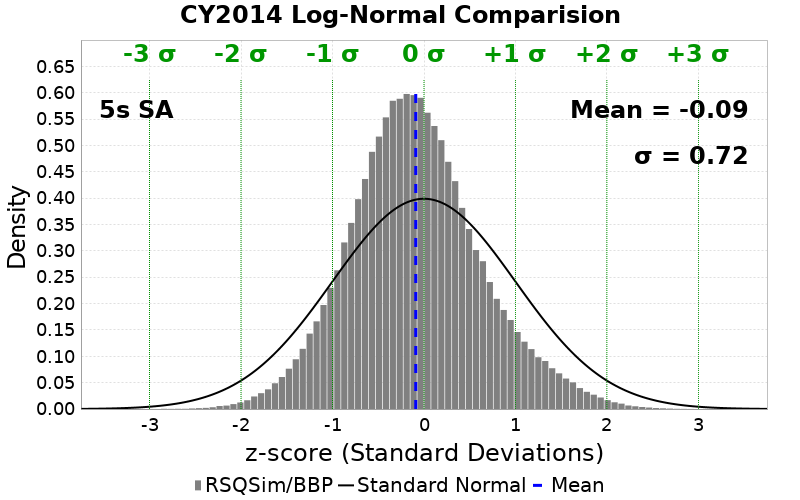 CY2014 Log-Normal Comparision
-3 σ -2 σ -1 σ 0 σ +1 σ +2 σ +3 σ
5s SA
Mean = -0.09
σ = 0.72
Density
0.65
0.60
0.55
0.50
0.45
0.40
0.35
0.30
0.25
0.20
0.15
0.10
0.05
0.00
-3 -2 -1 0 1 2 3
z-score (Standard Deviations)
RSQSim/BBP Standard Normal Mean